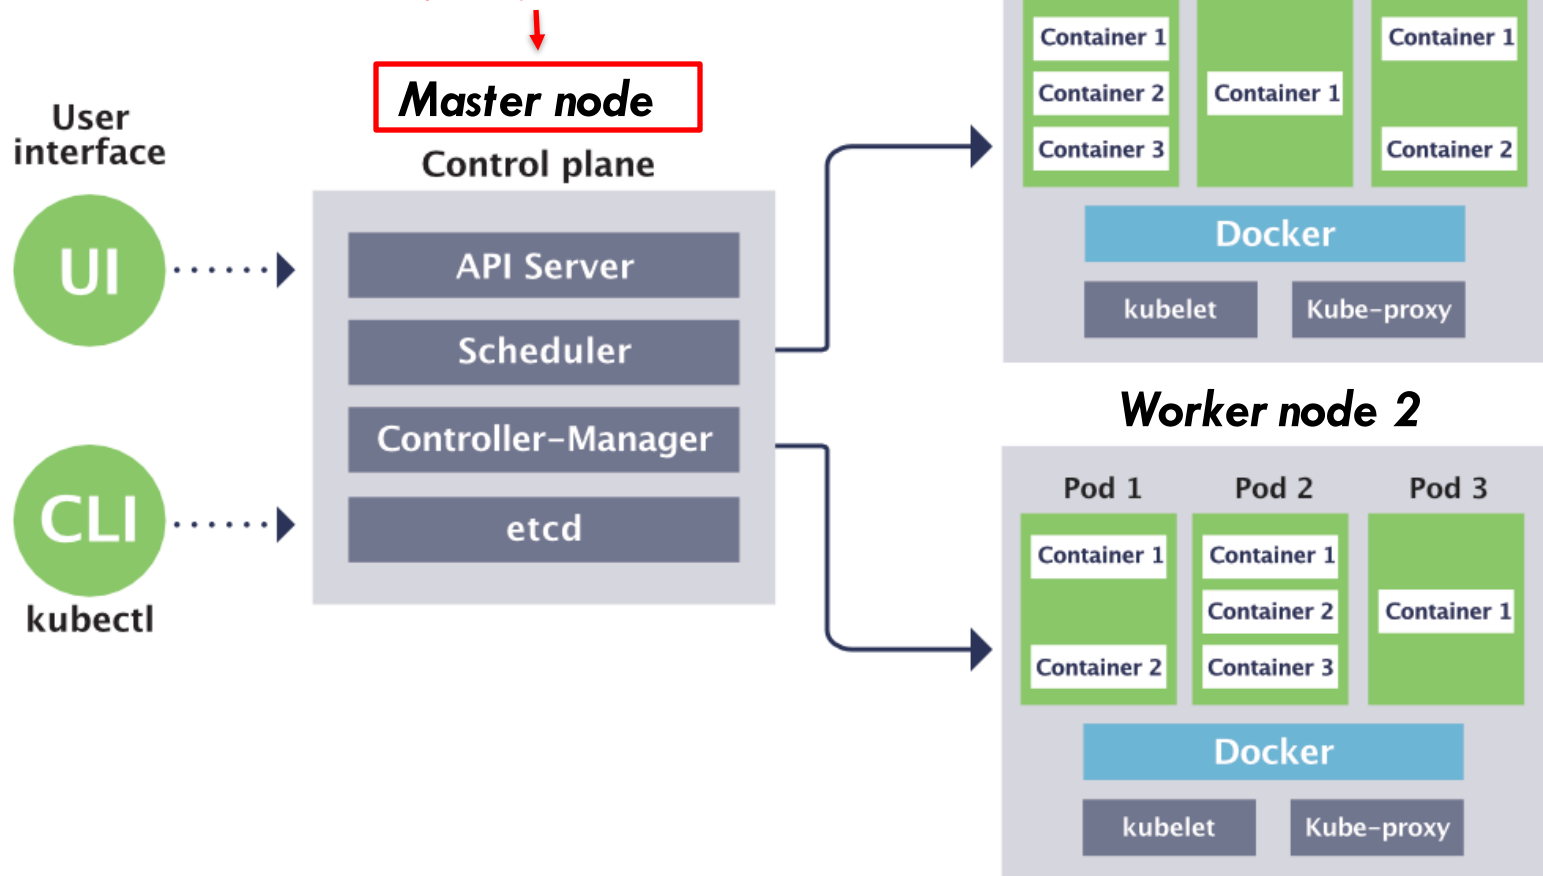 Master node
User
interface
Control plane
UI
API Server
Scheduler
Controller-Manager
etcd
CLI
kubectl
Container 1
Container 2
Container 3
Container 1
Container 1
Container 2
Docker
kubelet
Kube-proxy
Worker node 2
Pod 1
Pod 2
Pod 3
Container 1
Container 2
Container 1
Container 2
Container 3
Container 1
Docker
kubelet
Kube-proxy